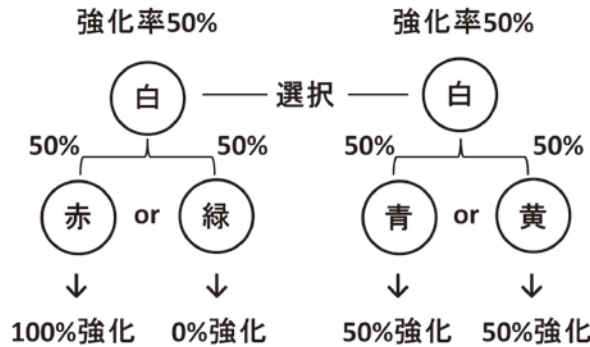 強化率50% 強化率50%
白 選択 白
50% 50% 50% 50%
赤 or 緑 青 or 黄
↓ ↓ ↓ ↓
100%強化 0%強化 50%強化 50%強化